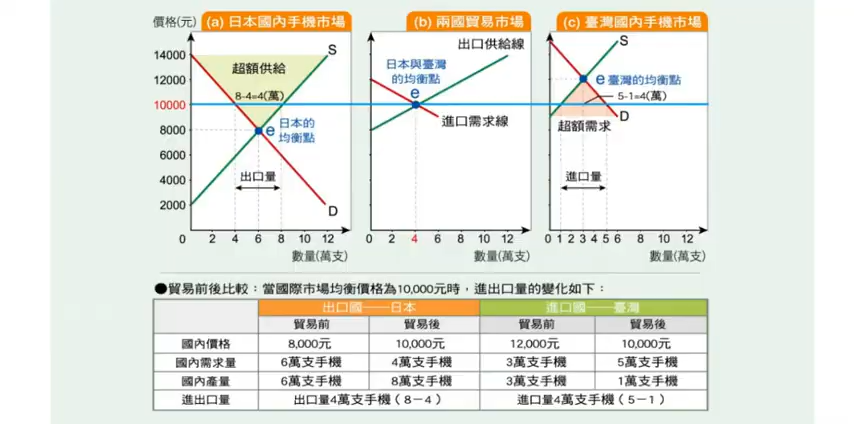 價格(元)
(a) 日本國內手機市場
14000
12000
10000
8000
6000
4000
2000
0 2 4 6 8 10 12
數量(萬支)
S
超額供給
8-4=4(萬)
e 日本的
均衡點
出口量
D
(b) 兩國貿易市場
出口供給線
日本與臺灣
的均衡點
e
進口需求線
0 2 4 6 8 10 12
數量(萬支)
(c) 臺灣國內手機市場
S
e 臺灣的均衡點
5-1=4(萬)
D
超額需求
進口量
0 1 2 3 4 5 6 8 10 12
數量(萬支)
●貿易前後比較：當國際市場均衡價格為10,000元時，進出口量的變化如下：
出口國——日本 進口國——臺灣
貿易前 貿易後 貿易前 貿易後
國內價格 8,000元 10,000元 12,000元 10,000元
國內需求量 6萬支手機 4萬支手機 3萬支手機 5萬支手機
國內產量 6萬支手機 8萬支手機 3萬支手機 1萬支手機
進出口量 出口量4萬支手機（8－4） 進口量4萬支手機（5－1）